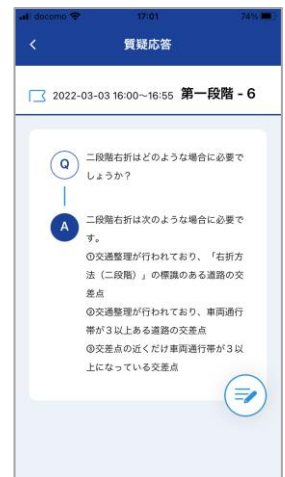 docomo 17:01 74%
質疑応答
2022-03-03 16:00~16:55 第一段階 - 6
Q 二段階右折はどのような場合に必要で
しょうか?
A 二段階右折は次のような場合に必要で
す。
①交通整理が行われており、「右折方
法(二段階)」の標識のある道路の交
差点
②交通整理が行われており、車両通行
帯が3以上ある道路の交差点
③交差点の近くだけ車両通行帯が3以
上になっている交差点